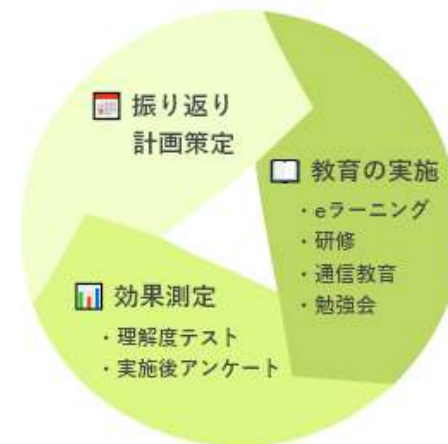 振り返り
計画策定
教育の実施
・eラーニング
・研修
・通信教育
・勉強会
効果測定
・理解度テスト
・実施後アンケート